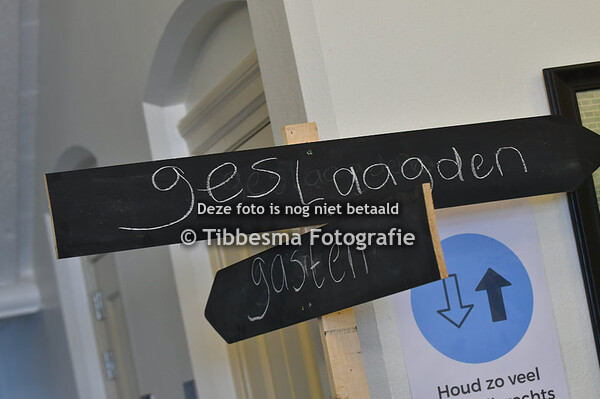 geslaagden
Deze foto is nog niet betaald
© Tibbesma Fotografie
gasten
Houd zo veel